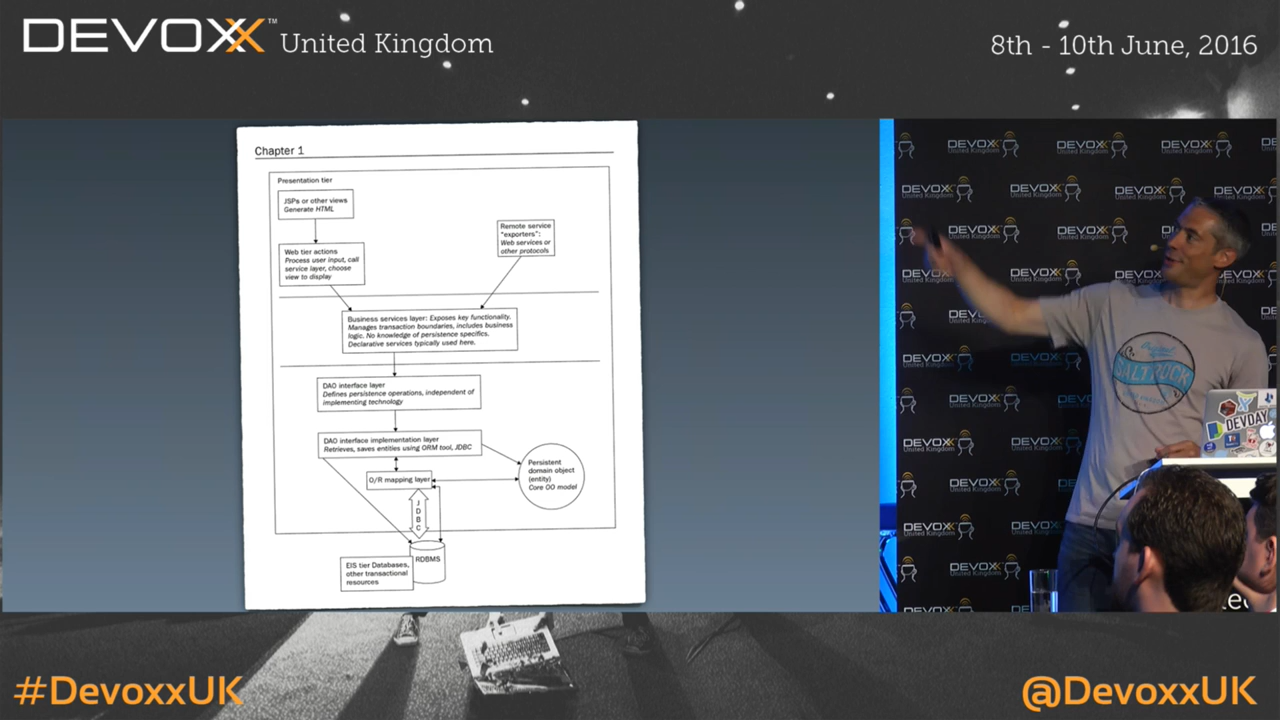 DEVOXX™ United Kingdom
8th - 10th June, 2016
Chapter 1
Presentation tier
JSPs or other views
Generate HTML
Web tier actions
Process user input, call
service layer, choose
view to display
Remote service
"exporters":
Web services or
other protocols
Business services layer: Exposes key functionality.
Manages transaction boundaries, includes business
logic. No knowledge of persistence specifics.
Declarative services typically used here.
DAO interface layer
Defines persistence operations, independent of
implementing technology
DAO interface implementation layer
Retrieves, saves entities using ORM tool, JDBC
O/R mapping layer
Persistent
domain object
(entity)
Core OO model
J
D
B
C
RDBMS
EIS tier Databases,
other transactional
resources
DEVOXX
United Kingdom
SALTROCK
DEVDAY
#DevoxxUK
@DevoxxUK